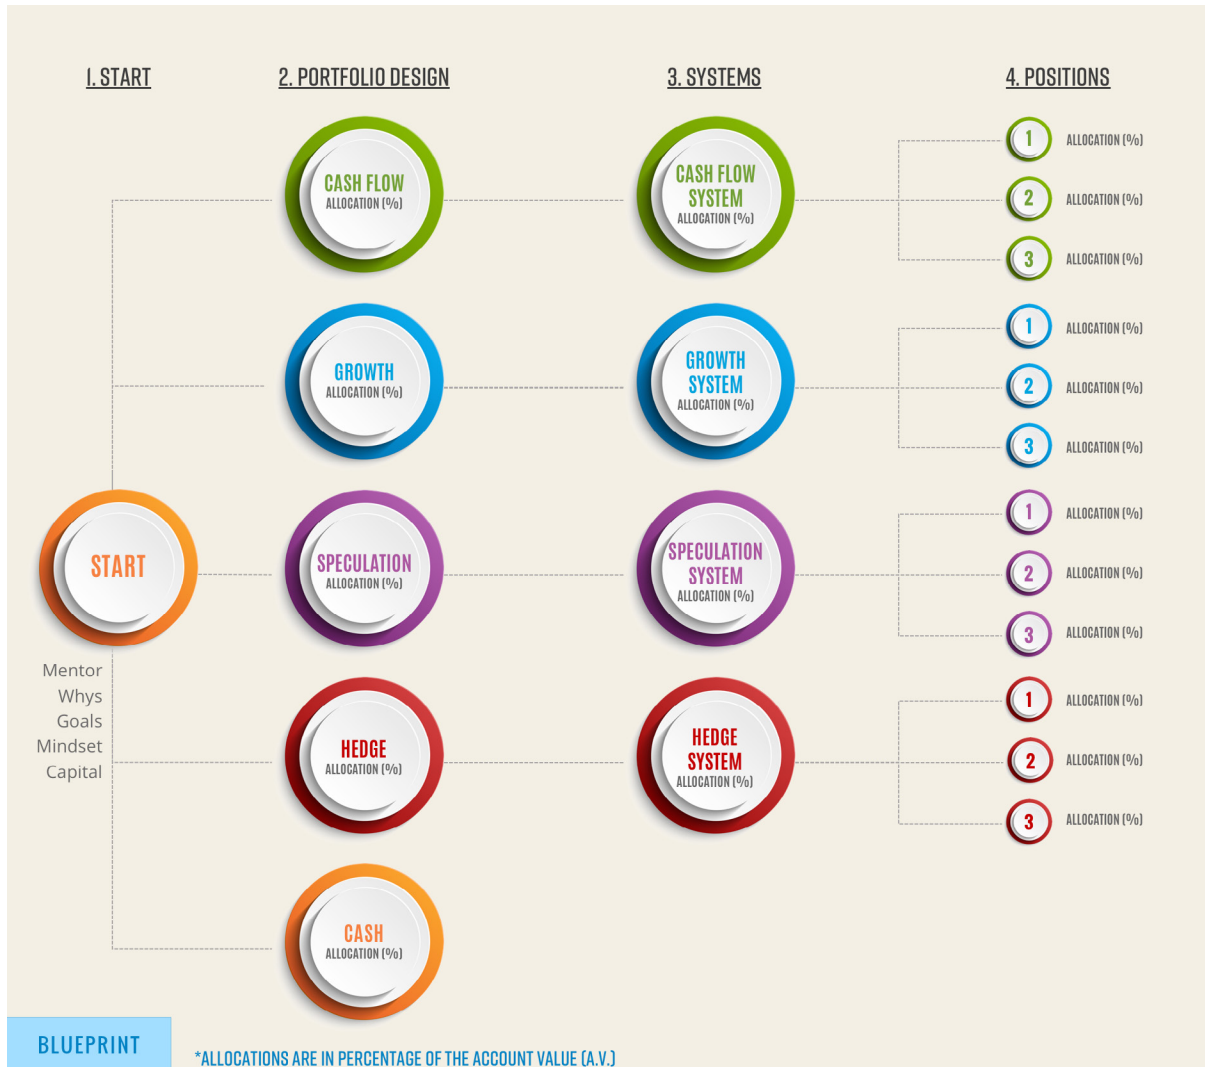 1. START
2. PORTFOLIO DESIGN
3. SYSTEMS
4. POSITIONS
CASH FLOW
ALLOCATION (%)
CASH FLOW
SYSTEM
ALLOCATION (%)
1 ALLOCATION (%)
2 ALLOCATION (%)
3 ALLOCATION (%)
GROWTH
ALLOCATION (%)
GROWTH
SYSTEM
ALLOCATION (%)
1 ALLOCATION (%)
2 ALLOCATION (%)
3 ALLOCATION (%)
START
Mentor
Whys
Goals
Mindset
Capital
SPECULATION
ALLOCATION (%)
SPECULATION
SYSTEM
ALLOCATION (%)
1 ALLOCATION (%)
2 ALLOCATION (%)
3 ALLOCATION (%)
HEDGE
ALLOCATION (%)
HEDGE
SYSTEM
ALLOCATION (%)
1 ALLOCATION (%)
2 ALLOCATION (%)
3 ALLOCATION (%)
CASH
ALLOCATION (%)
BLUEPRINT
*ALLOCATIONS ARE IN PERCENTAGE OF THE ACCOUNT VALUE (A.V.)